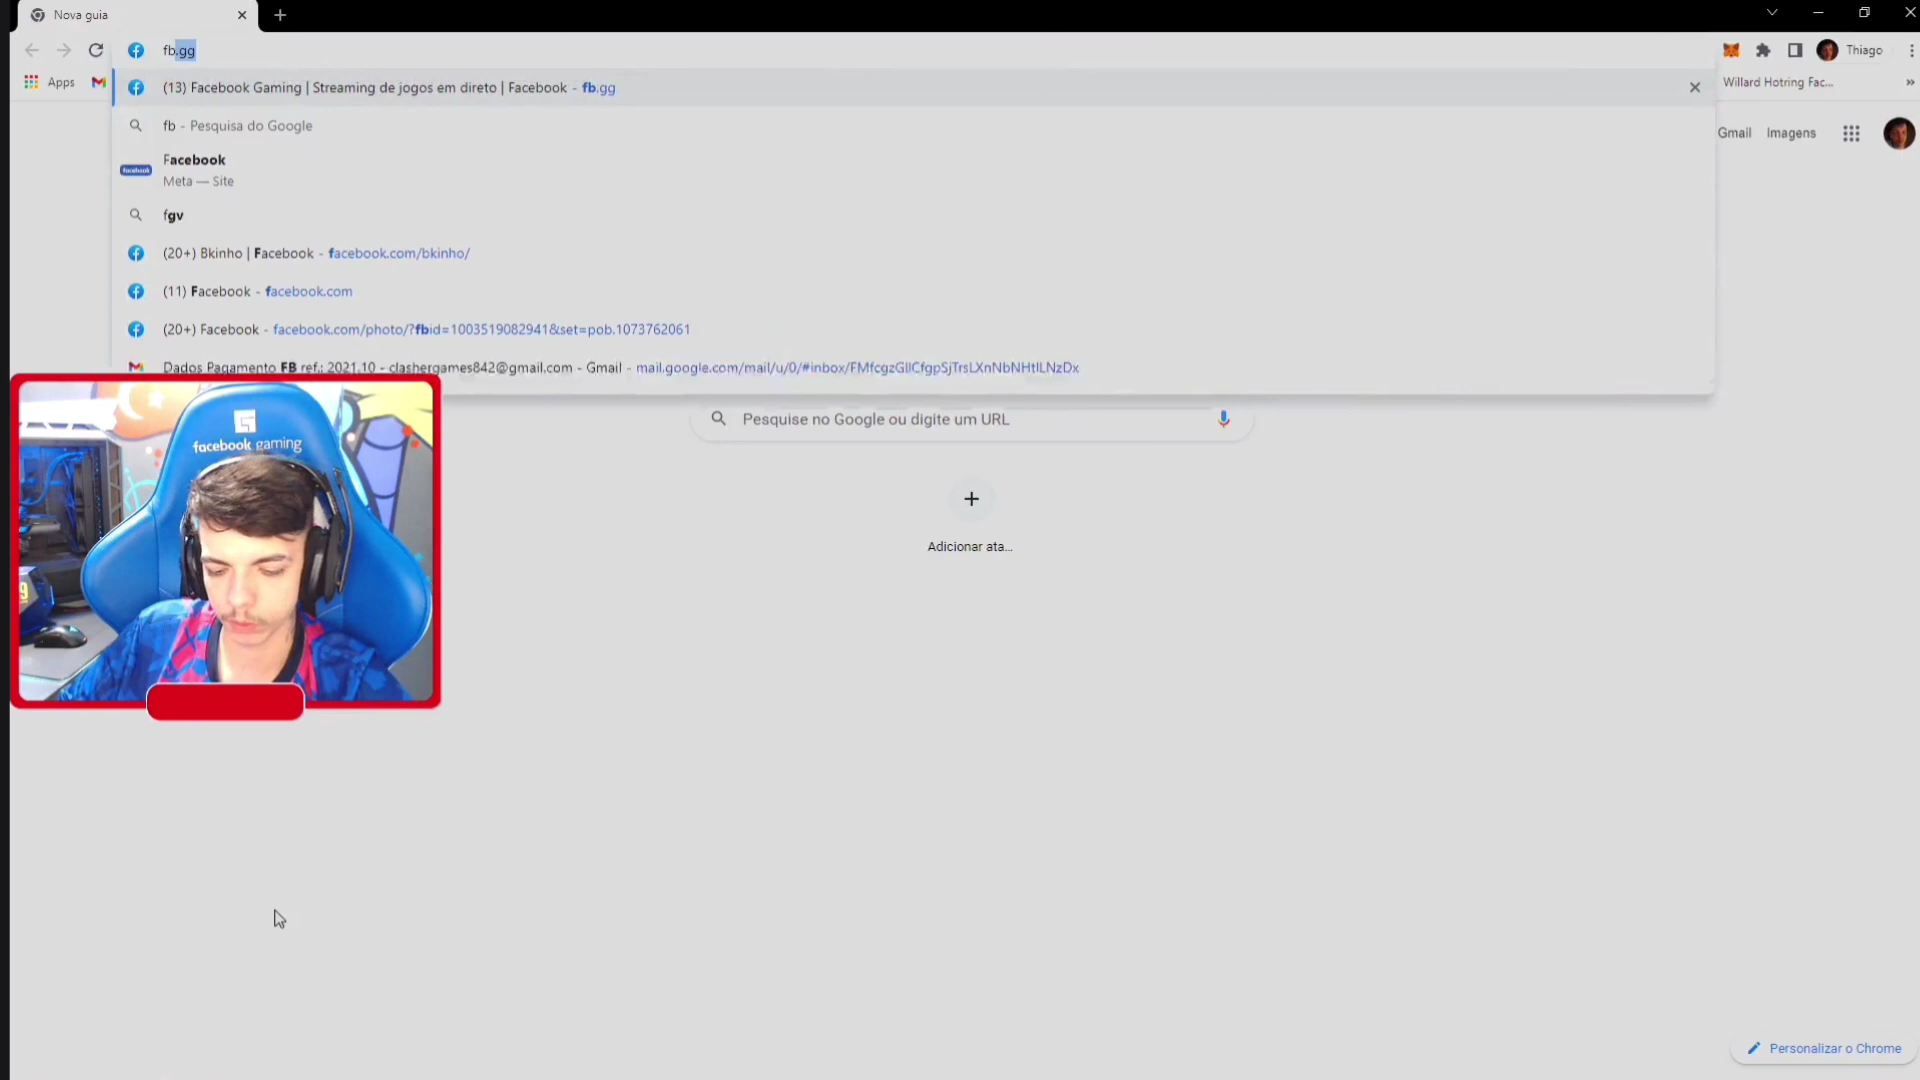 Nova guia
fb.gg
Thiago
Apps
(13) Facebook Gaming | Streaming de jogos em direto | Facebook - fb.gg
Willard Hotring Fac...
fb - Pesquisa do Google
Gmail
Imagens
Facebook
facebook
Meta — Site
fgv
(20+) Bkinho | Facebook - facebook.com/bkinho/
(11) Facebook - facebook.com
(20+) Facebook - facebook.com/photo/?fbid=1003519082941&set=pob.1073762061
Dados Pagamento FB ref.: 2021.10 - clashergames842@gmail.com - Gmail - mail.google.com/mail/u/0/#inbox/FMfcgzGllCfgpSjTrsLXnNbNHtlLNzDx
Pesquise no Google ou digite um URL
facebook gaming
Adicionar ata...
Personalizar o Chrome